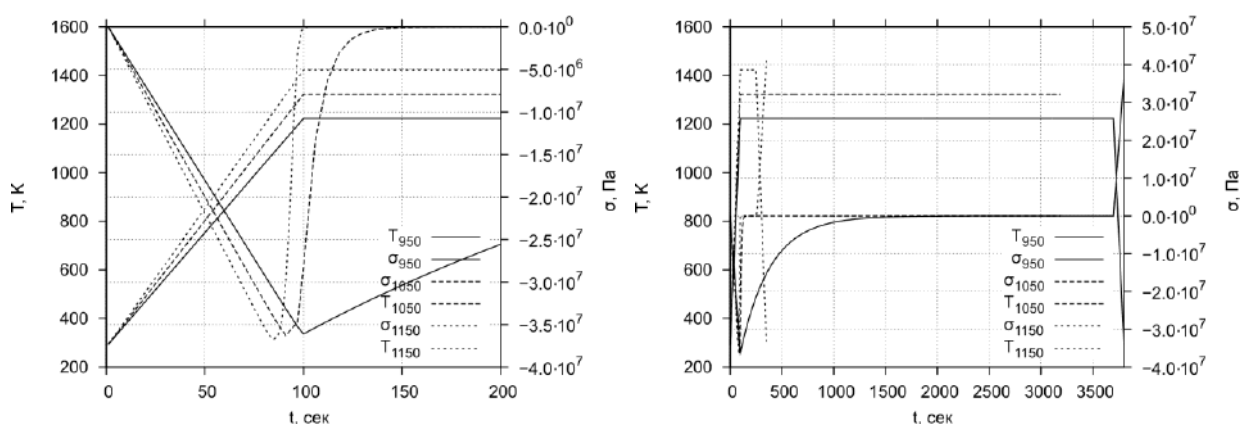 1600
1400
1200
1000
800
600
400
200
T, К
0
50
100
150
200
t, сек
0.0·10⁰
−5.0·10⁶
−1.0·10⁷
−1.5·10⁷
−2.0·10⁷
−2.5·10⁷
−3.0·10⁷
−3.5·10⁷
−4.0·10⁷
σ, Па
T₉₅₀
σ₉₅₀
σ₁₀₅₀
T₁₀₅₀
σ₁₁₅₀
T₁₁₅₀
1600
1400
1200
1000
800
600
400
200
T, К
0
500
1000
1500
2000
2500
3000
3500
t, сек
5.0·10⁷
4.0·10⁷
3.0·10⁷
2.0·10⁷
1.0·10⁷
0.0·10⁰
−1.0·10⁷
−2.0·10⁷
−3.0·10⁷
−4.0·10⁷
σ, Па
T₉₅₀
σ₉₅₀
σ₁₀₅₀
T₁₀₅₀
σ₁₁₅₀
T₁₁₅₀